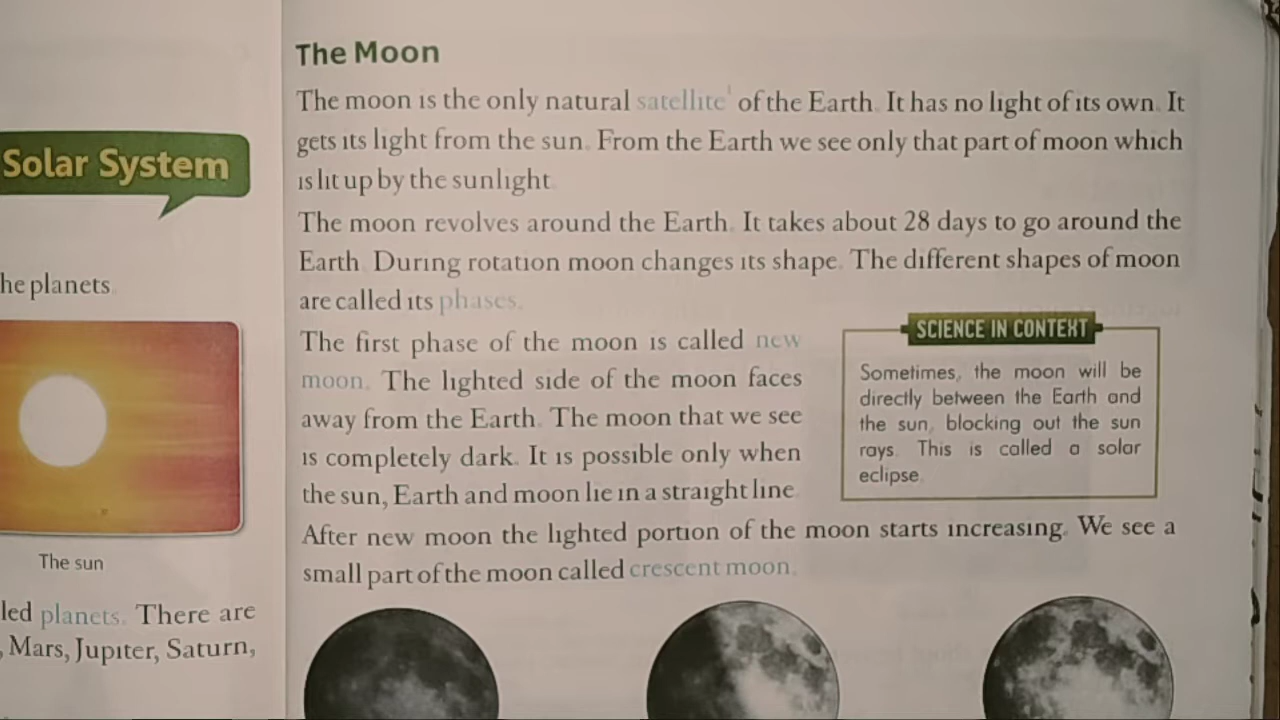 Solar System
he planets.
The sun
led planets. There are
, Mars, Jupiter, Saturn,
The Moon
The moon is the only natural satellite¹ of the Earth. It has no light of its own. It
gets its light from the sun. From the Earth we see only that part of moon which
is lit up by the sunlight.
The moon revolves around the Earth. It takes about 28 days to go around the
Earth. During rotation moon changes its shape. The different shapes of moon
are called its phases.
The first phase of the moon is called new
moon. The lighted side of the moon faces
away from the Earth. The moon that we see
is completely dark. It is possible only when
the sun, Earth and moon lie in a straight line.
SCIENCE IN CONTEXT
Sometimes, the moon will be
directly between the Earth and
the sun, blocking out the sun
rays. This is called a solar
eclipse.
After new moon the lighted portion of the moon starts increasing. We see a
small part of the moon called crescent moon.